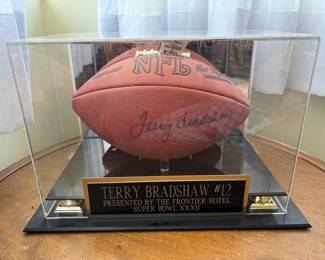 NFL
Terry Bradshaw
TERRY BRADSHAW #12
PRESENTED BY THE FRONTIER HOTEL
SUPER BOWL XXXII